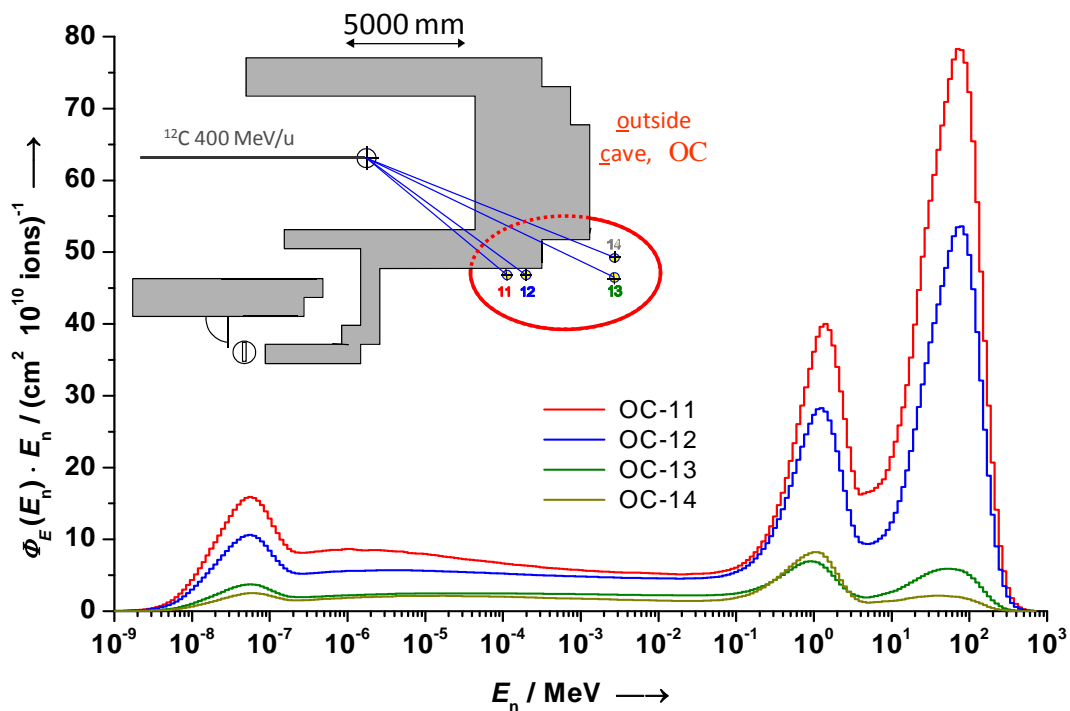 5000 mm
¹²C 400 MeV/u
outside
cave, OC
14
11 12 13
OC-11
OC-12
OC-13
OC-14
80
70
60
50
40
30
20
10
0
Φ_E(E_n) · E_n / (cm² 10¹⁰ ions)⁻¹ ⟶
10⁻⁹ 10⁻⁸ 10⁻⁷ 10⁻⁶ 10⁻⁵ 10⁻⁴ 10⁻³ 10⁻² 10⁻¹ 10⁰ 10¹ 10² 10³
E_n / MeV ⟶